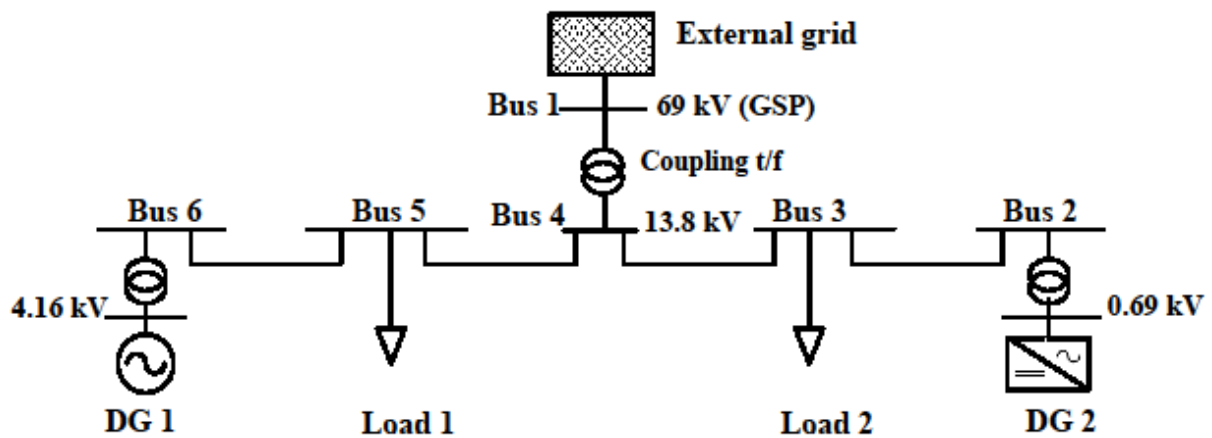 External grid
Bus 1
69 kV (GSP)
Coupling t/f
Bus 6
Bus 5
Bus 4
13.8 kV
Bus 3
Bus 2
4.16 kV
0.69 kV
DG 1
Load 1
Load 2
DG 2